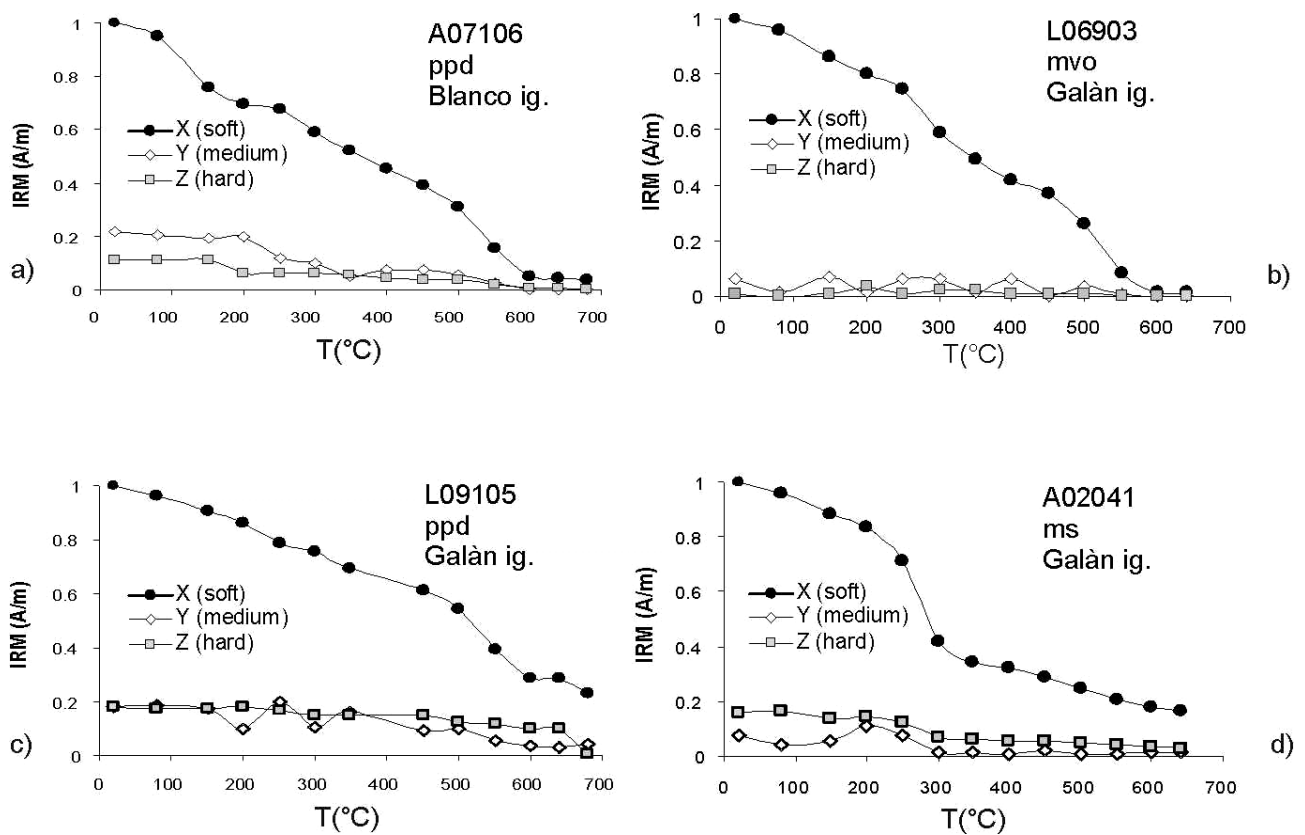 A07106
ppd
Blanco ig.
X (soft)
Y (medium)
Z (hard)
IRM (A/m)
1
0.8
0.6
0.4
0.2
0
0 100 200 300 400 500 600 700
T(°C)
a)
L06903
mvo
Galàn ig.
X (soft)
Y (medium)
Z (hard)
IRM (A/m)
1
0.8
0.6
0.4
0.2
0
0 100 200 300 400 500 600 700
T(°C)
b)
L09105
ppd
Galàn ig.
X (soft)
Y (medium)
Z (hard)
IRM (A/m)
1
0.8
0.6
0.4
0.2
0
0 100 200 300 400 500 600 700
T(°C)
c)
A02041
ms
Galàn ig.
X (soft)
Y (medium)
Z (hard)
IRM (A/m)
1
0.8
0.6
0.4
0.2
0
0 100 200 300 400 500 600 700
T(°C)
d)